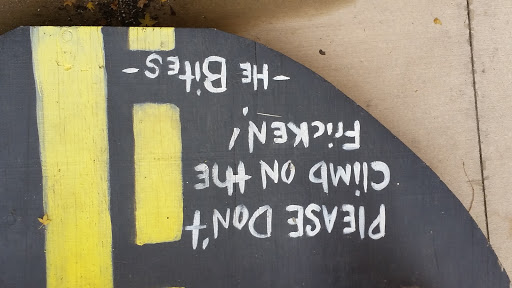 PLEASE DON't
CLiMB ON tHE
FRiCKEN!
- HE BitES -